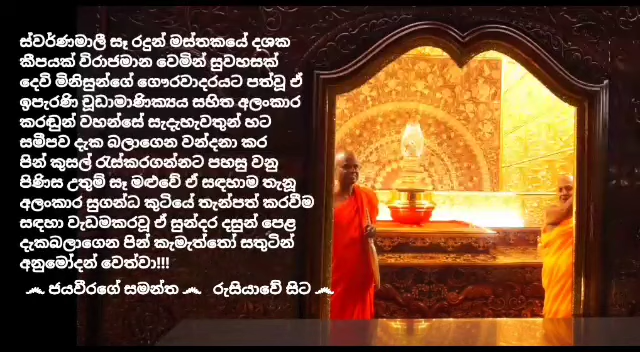 ස්වර්ණමාලී සෑ රදුන් මස්තකයේ දශක
කීපයක් විරාජමාන වෙමින් සුවහසක්
දෙවි මිනිසුන්ගේ ගෞරවාදරයට පත්වූ ඒ
ඉපැරණි චූඩාමාණික්‍යය සහිත අලංකාර
කරඬුන් වහන්සේ සැදැහැවතුන් හට
සමීපව දැක බලාගෙන වන්දනා කර
පින් කුසල් රැස්කරගන්නට පහසු වනු
පිණිස උතුම් සෑ මළුවේ ඒ සඳහාම තැනූ
අලංකාර සුගන්ධ කුටියේ තැන්පත් කරවීම
සඳහා වැඩමකරවූ ඒ සුන්දර දසුන් පෙළ
දැකබලාගෙන පින් කැමැත්තෝ සතුටින්
අනුමෝදන් වෙත්වා!!!
ජයවීරගේ සමන්ත රුසියාවේ සිට